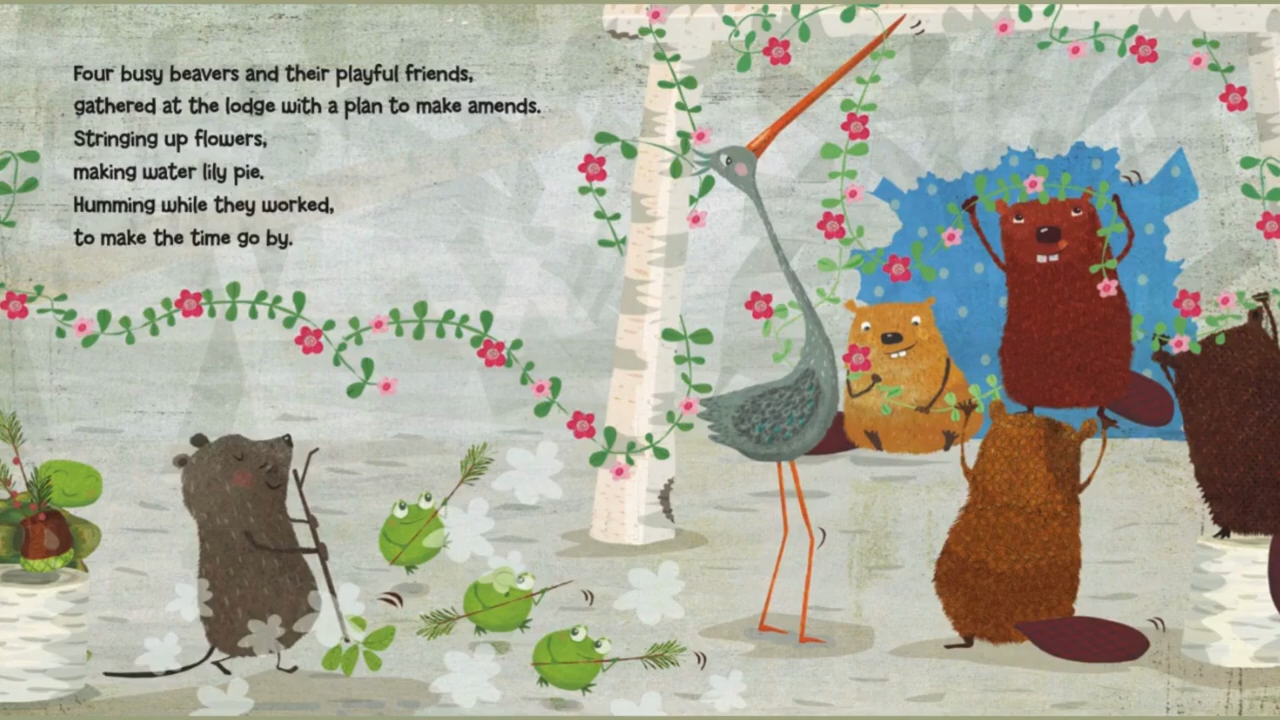 Four busy beavers and their playful friends,
gathered at the lodge with a plan to make amends.
Stringing up flowers,
making water lily pie.
Humming while they worked,
to make the time go by.